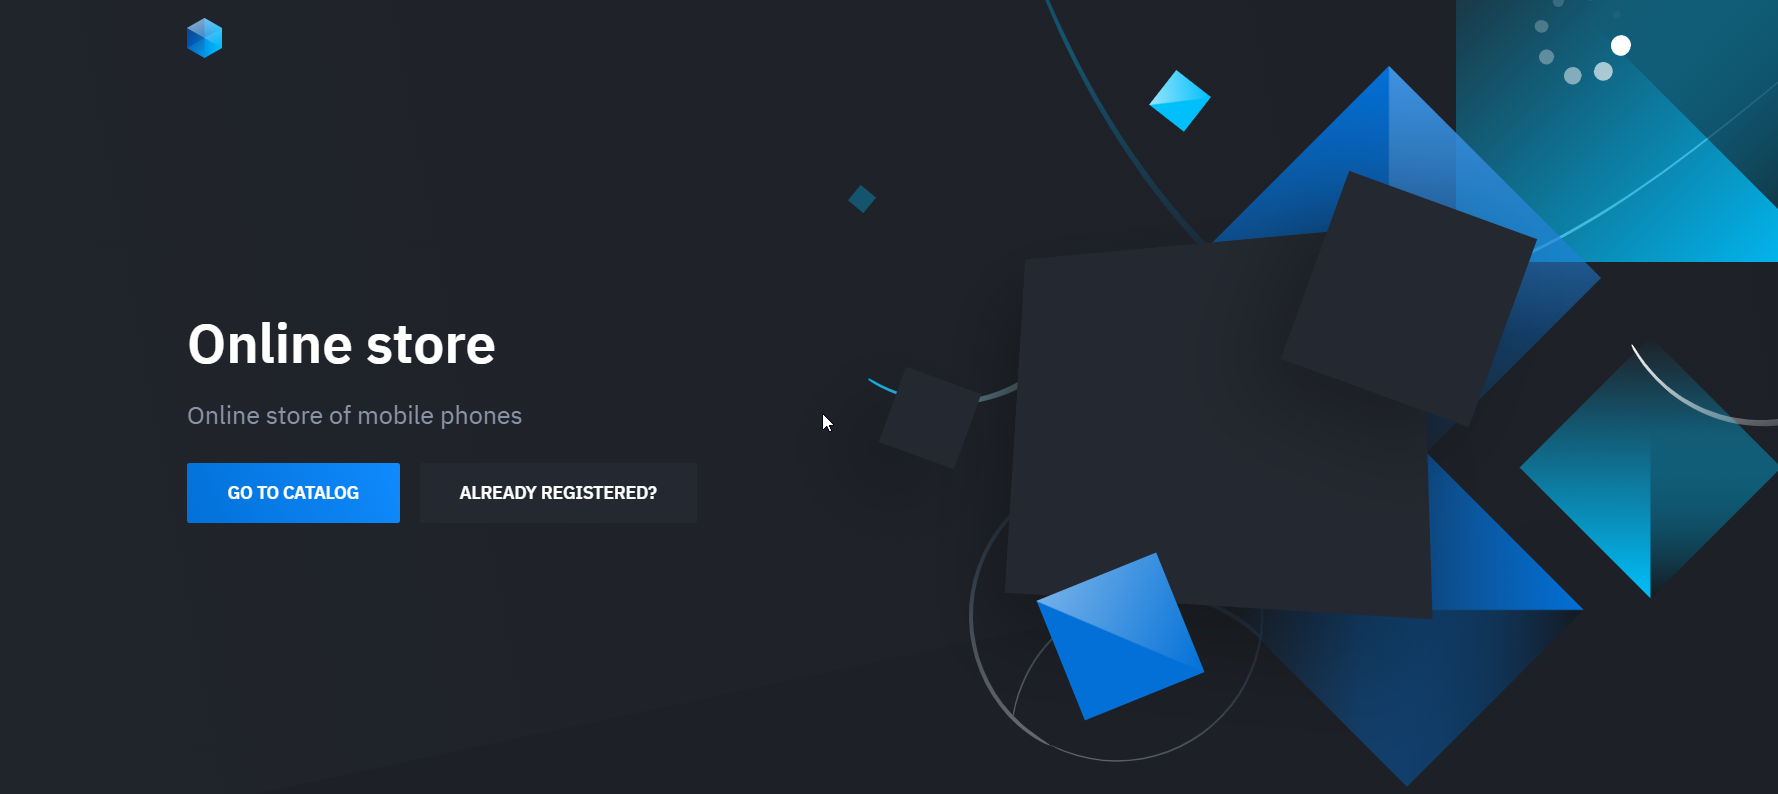 Online store
Online store of mobile phones
GO TO CATALOG
ALREADY REGISTERED?